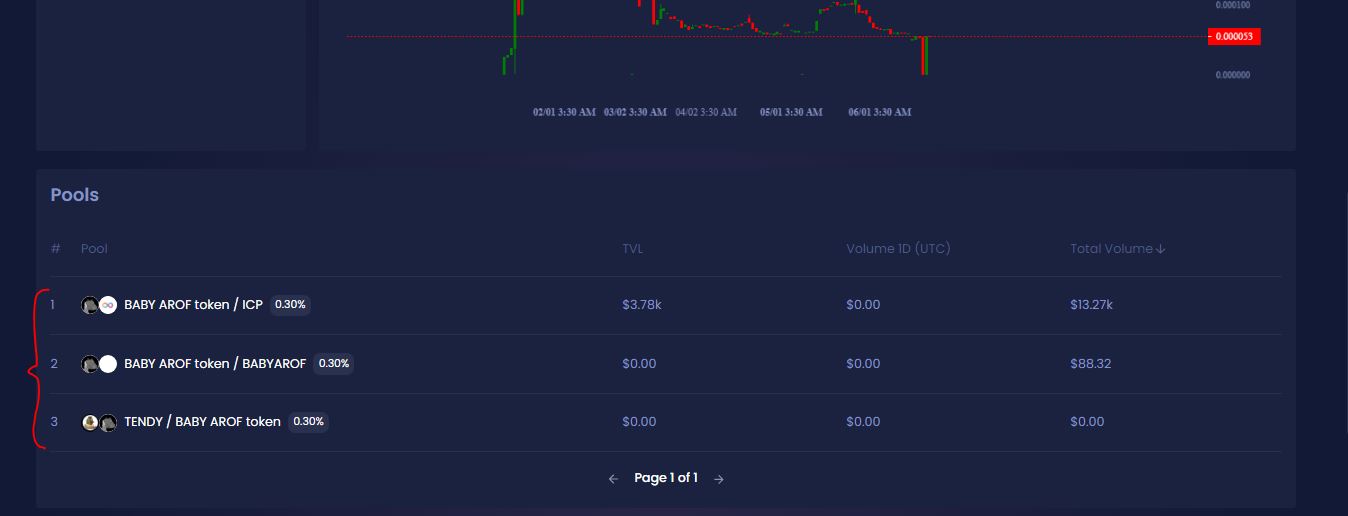 0.000100
0.000053
0.000000
02/01 3:30 AM 03/02 3:30 AM 04/02 3:30 AM 05/01 3:30 AM 06/01 3:30 AM
Pools
# Pool TVL Volume 1D (UTC) Total Volume ↓
1 BABY AROF token / ICP 0.30% $3.78k $0.00 $13.27k
2 BABY AROF token / BABYAROF 0.30% $0.00 $0.00 $88.32
3 TENDY / BABY AROF token 0.30% $0.00 $0.00 $0.00
← Page 1 of 1 →